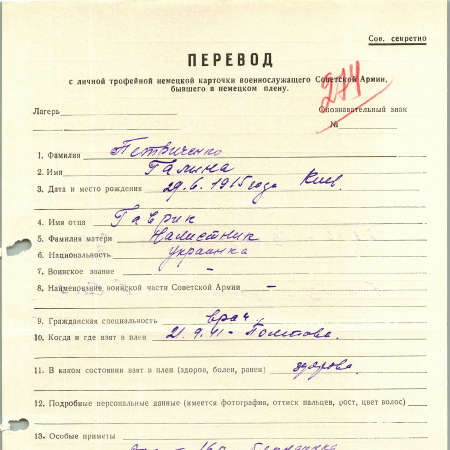 Сов. секретно
ПЕРЕВОД
с личной трофейной немецкой карточки военнослужащего Советской Армии,
бывшего в немецком плену.
274
Лагерь
Опознавательный знак
№
1. Фамилия Петриченко
2. Имя Галина
3. Дата и место рождения 29.6.1915 года Киев.
4. Имя отца Гаврик
5. Фамилия матери Налистник
6. Национальность украинка
7. Воинское звание -
8. Наименование воинской части Советской Армии -
9. Гражданская специальность врач
10. Когда и где взят в плен 21.9.41 - Полтава.
11. В каком состоянии взят в плен (здоров, болен, ранен) здорова.
12. Подробные персональные данные (имеется фотография, оттиск пальцев, рост, цвет волос)
13. Особые приметы